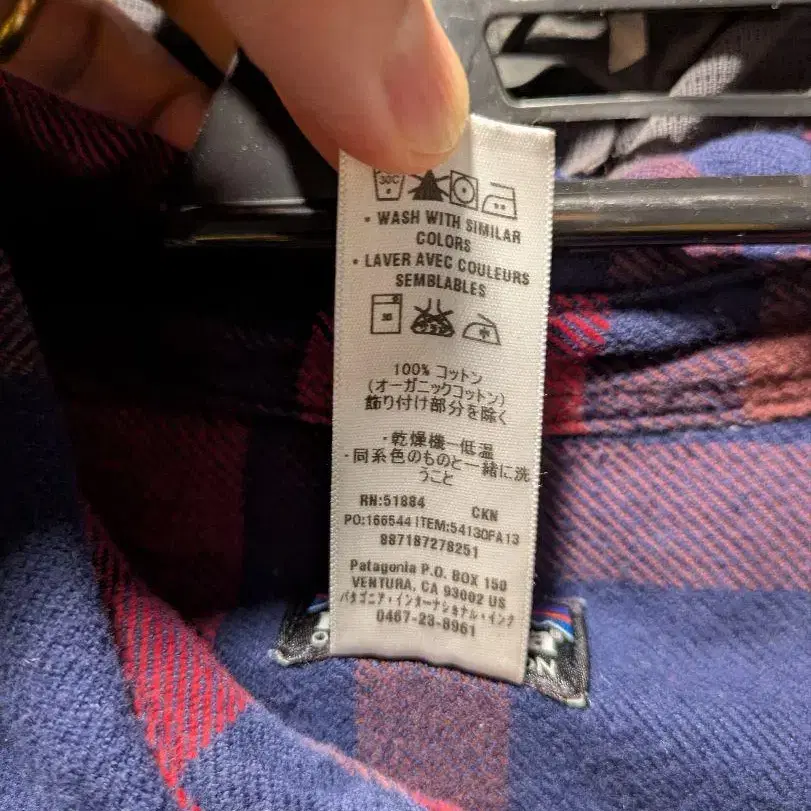 30C
• WASH WITH SIMILAR
COLORS
• LAVER AVEC COULEURS
SEMBLABLES
30
100% コットン
(オーガニックコットン)
飾り付け部分を除く
・乾燥機ー低温
・同系色のものと一緒に洗
うこと
RN:51884 CKN
PO:166544 ITEM:54130FA13
887187278251
Patagonia P.O. BOX 150
VENTURA, CA 93002 US
パタゴニア・インターナショナル・インク
0467-23-8961